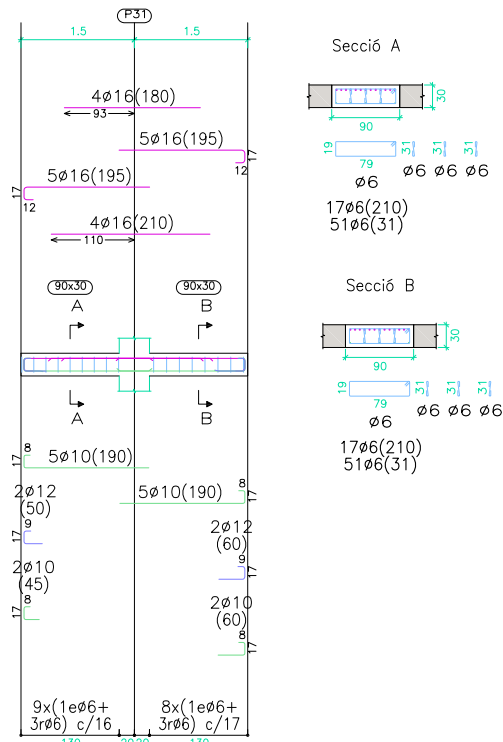 P31
1.5 1.5
4ø16(180)
93
5ø16(195)
17
12
5ø16(195)
17
12
4ø16(210)
110
90x30 90x30
A B
A B
8
17
5ø10(190)
8
17
5ø10(190)
2ø12
(50)
9
17
2ø12
(60)
9
17
2ø10
(45)
8
17
2ø10
(60)
8
17
9x(1eø6+
3rø6) c/16
8x(1eø6+
3rø6) c/17
130 20 20 130
Secció A
30
90
19
79
31 31 31
ø6 ø6 ø6 ø6
17ø6(210)
51ø6(31)
Secció B
30
90
19
79
31 31 31
ø6 ø6 ø6 ø6
17ø6(210)
51ø6(31)